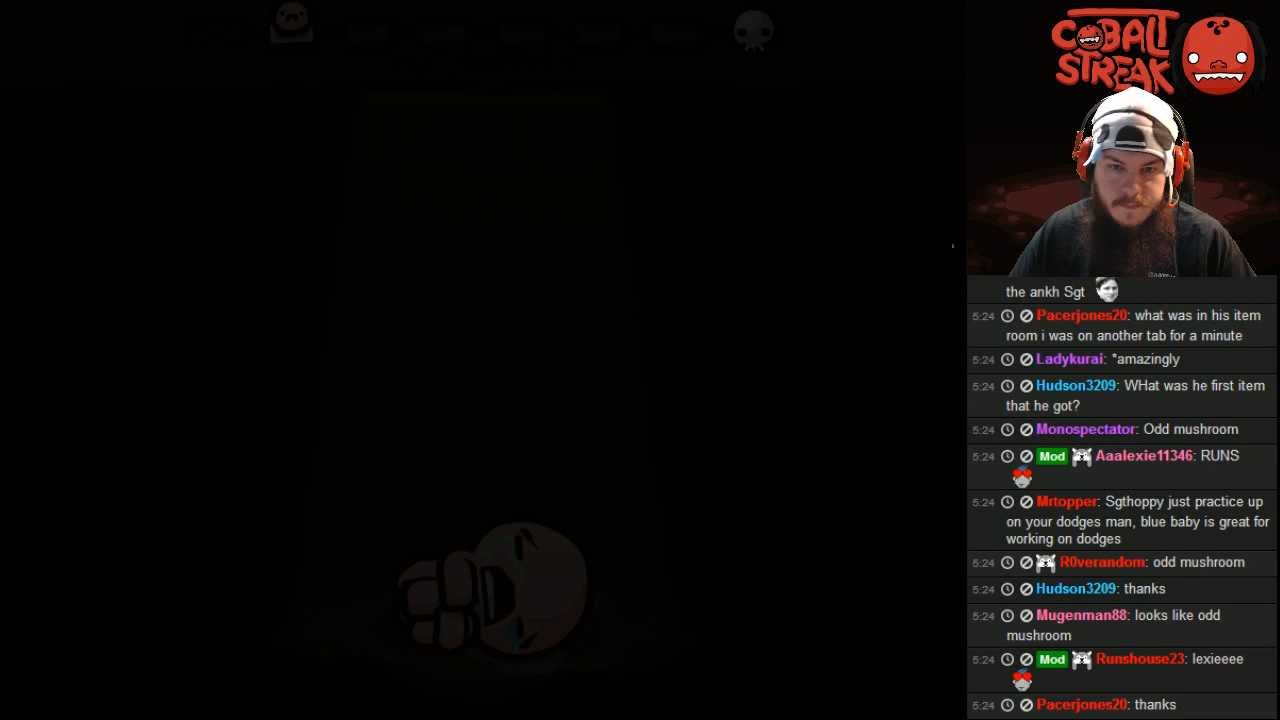 COBALT
STREAK
the ankh Sgt
5:24 Pacerjones20: what was in his item
room i was on another tab for a minute
5:24 Ladykurai: *amazingly
5:24 Hudson3209: WHat was he first item
that he got?
5:24 Monospectator: Odd mushroom
5:24 Mod Aaalexie11346: RUNS
5:24 Mrtopper: Sgthoppy just practice up
on your dodges man, blue baby is great for
working on dodges
5:24 R0verandom: odd mushroom
5:24 Hudson3209: thanks
5:24 Mugenman88: looks like odd
mushroom
5:24 Mod Runshouse23: lexieeee
5:24 Pacerjones20: thanks